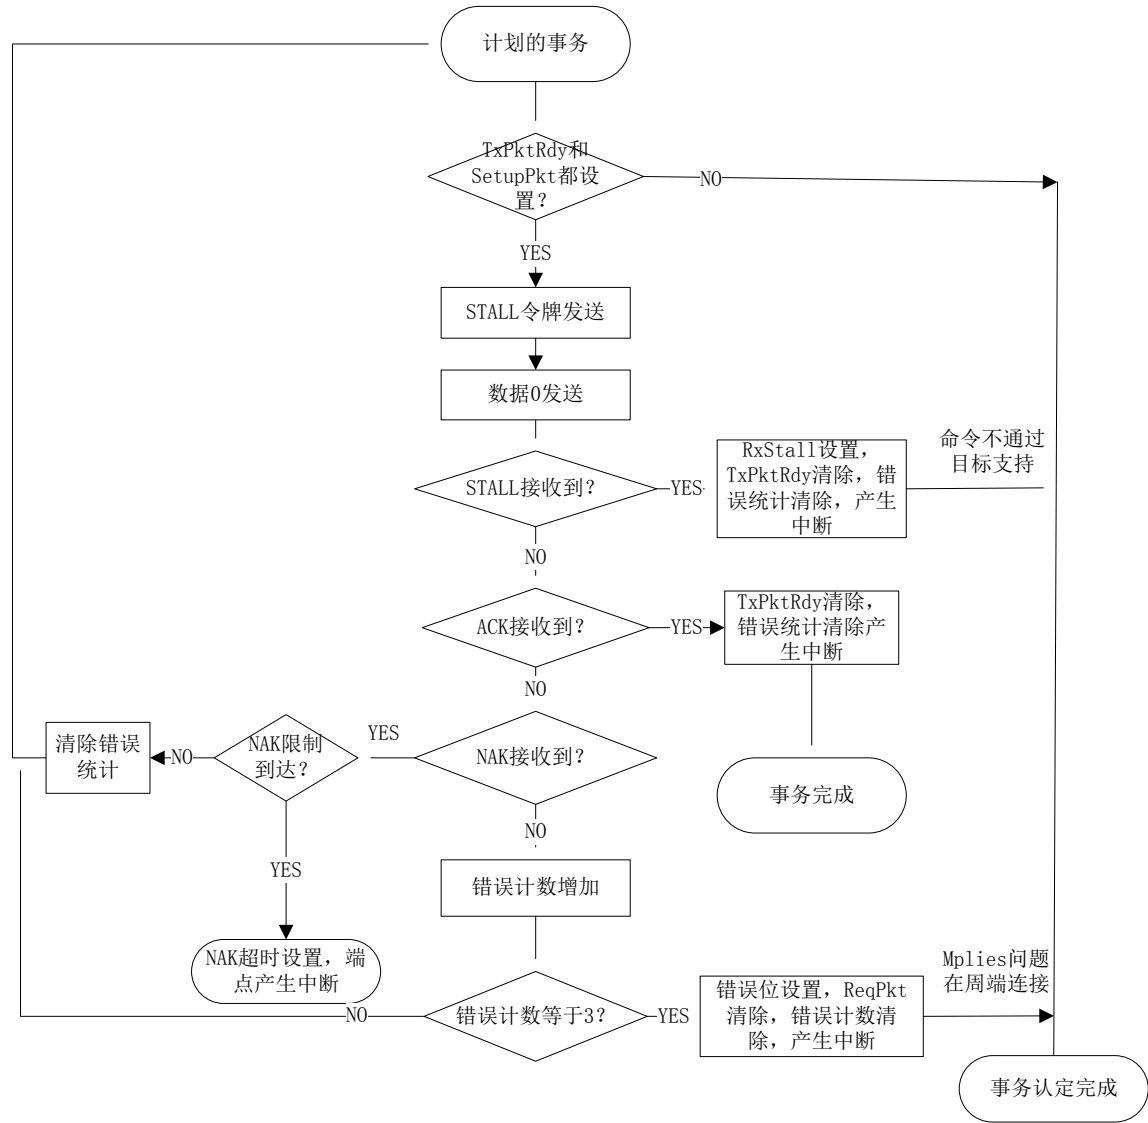 计划的事务
TxPktRdy和
SetupPkt都设
置?
NO
YES
STALL令牌发送
数据0发送
STALL接收到?
YES
RxStall设置,
TxPktRdy清除, 错
误统计清除, 产生
中断
命令不通过
目标支持
NO
ACK接收到?
YES
TxPktRdy清除,
错误统计清除产
生中断
NO
清除错误
统计
NO
NAK限制
到达?
YES
NAK接收到?
事务完成
NO
YES
错误计数增加
NAK超时设置, 端
点产生中断
NO
错误计数等于3?
YES
错误位设置, ReqPkt
清除, 错误计数清
除, 产生中断
Mplies问题
在周端连接
事务认定完成